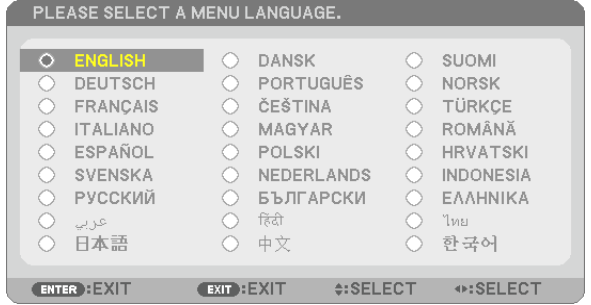 PLEASE SELECT A MENU LANGUAGE.
ENGLISH DANSK SUOMI
DEUTSCH PORTUGUÊS NORSK
FRANÇAIS ČEŠTINA TÜRKÇE
ITALIANO MAGYAR ROMÂNĂ
ESPAÑOL POLSKI HRVATSKI
SVENSKA NEDERLANDS INDONESIA
РУССКИЙ БЪЛГАРСКИ ΕΛΛΗΝΙΚΑ
عربي हिंदी ไทย
日本語 中文 한국어
ENTER :EXIT EXIT :EXIT :SELECT :SELECT